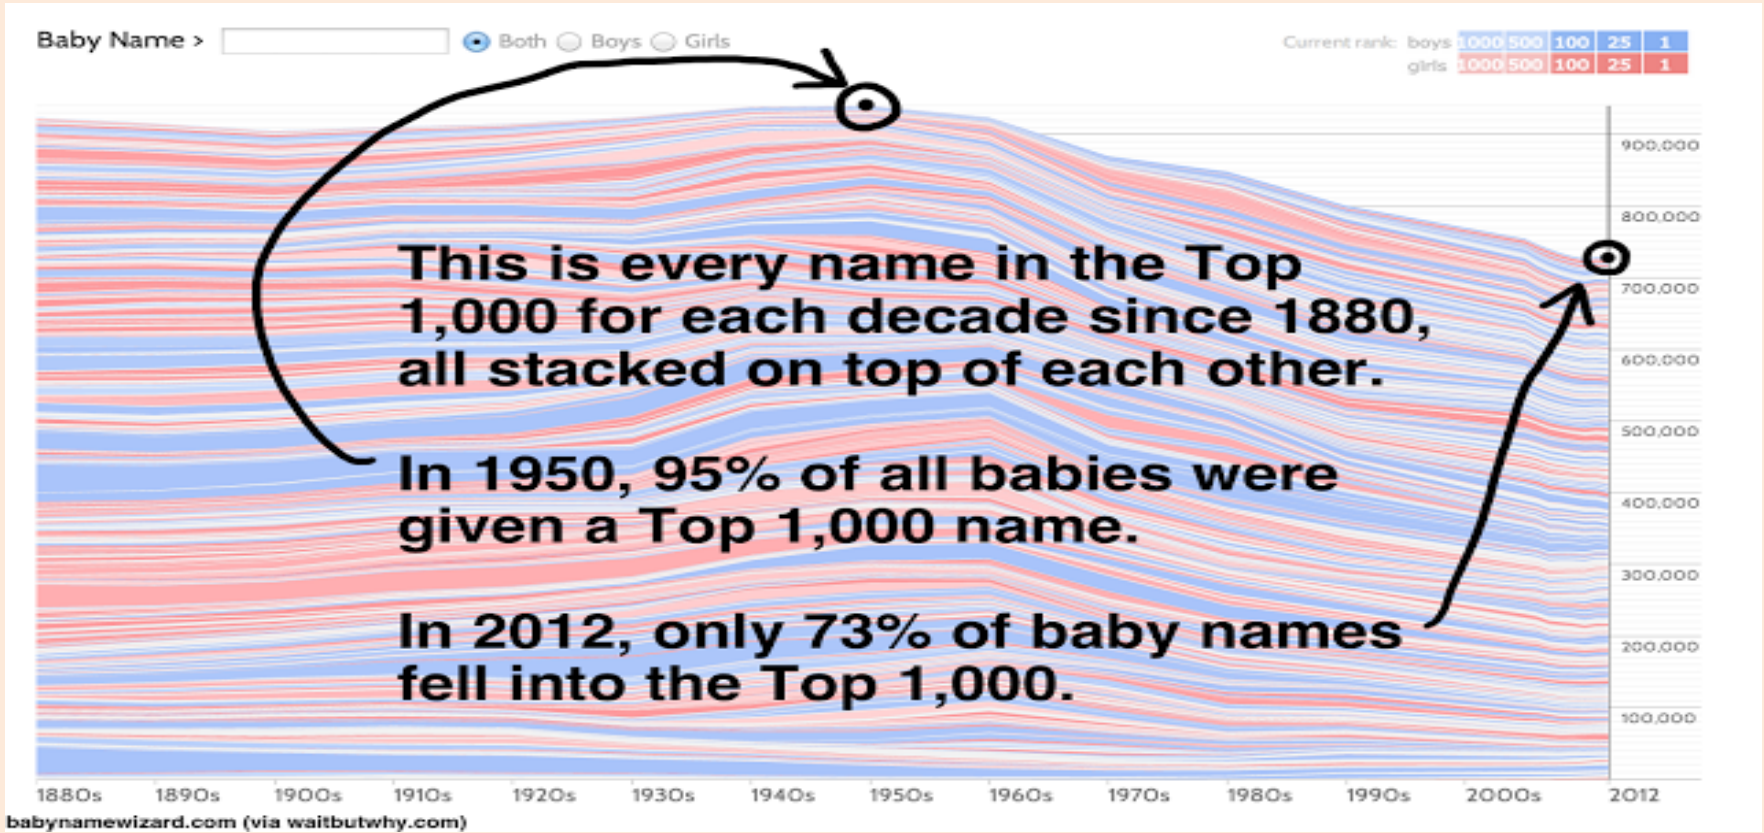 Baby Name >
Both Boys Girls
Current rank: boys 1000 500 100 25 1
girls 1000 500 100 25 1
900,000
800,000
This is every name in the Top
1,000 for each decade since 1880,
all stacked on top of each other.
700,000
600,000
500,000
In 1950, 95% of all babies were
given a Top 1,000 name.
400,000
300,000
In 2012, only 73% of baby names
fell into the Top 1,000.
200,000
100,000
1880s 1890s 1900s 1910s 1920s 1930s 1940s 1950s 1960s 1970s 1980s 1990s 2000s 2012
babynamewizard.com (via waitbutwhy.com)